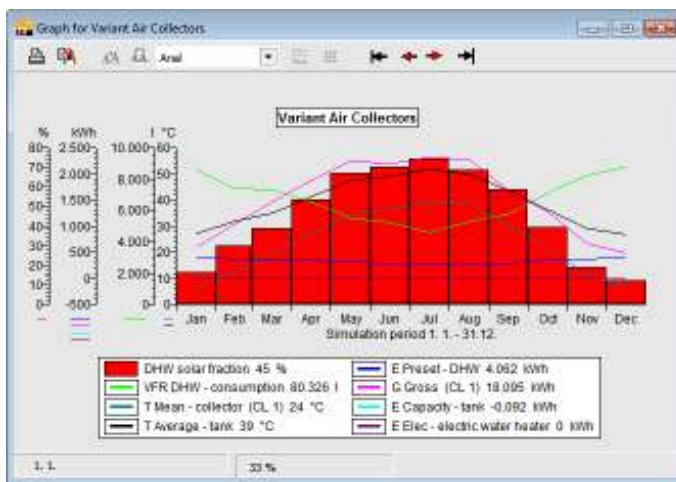 Graph for Variant Air Collectors
Arial
Variant Air Collectors
% kWh l °C
80 2.500 10.000 60
70 2.000 8.000 50
60 1.500 6.000 40
50 1.000 4.000 30
40 500 2.000 20
30 0 0 10
20 -500 0
10
0
Jan Feb Mar Apr May Jun Jul Aug Sep Oct Nov Dec
Simulation period 1. 1. - 31.12.
DHW solar fraction 45 %
VFR DHW - consumption 80.326 l
T Mean - collector (CL 1) 24 °C
T Average - tank 39 °C
E Preset - DHW 4.062 kWh
G Gross (CL 1) 18.095 kWh
E Capacity - tank -0.092 kWh
E Elec - electric water heater 0 kWh
1. 1. 33 %